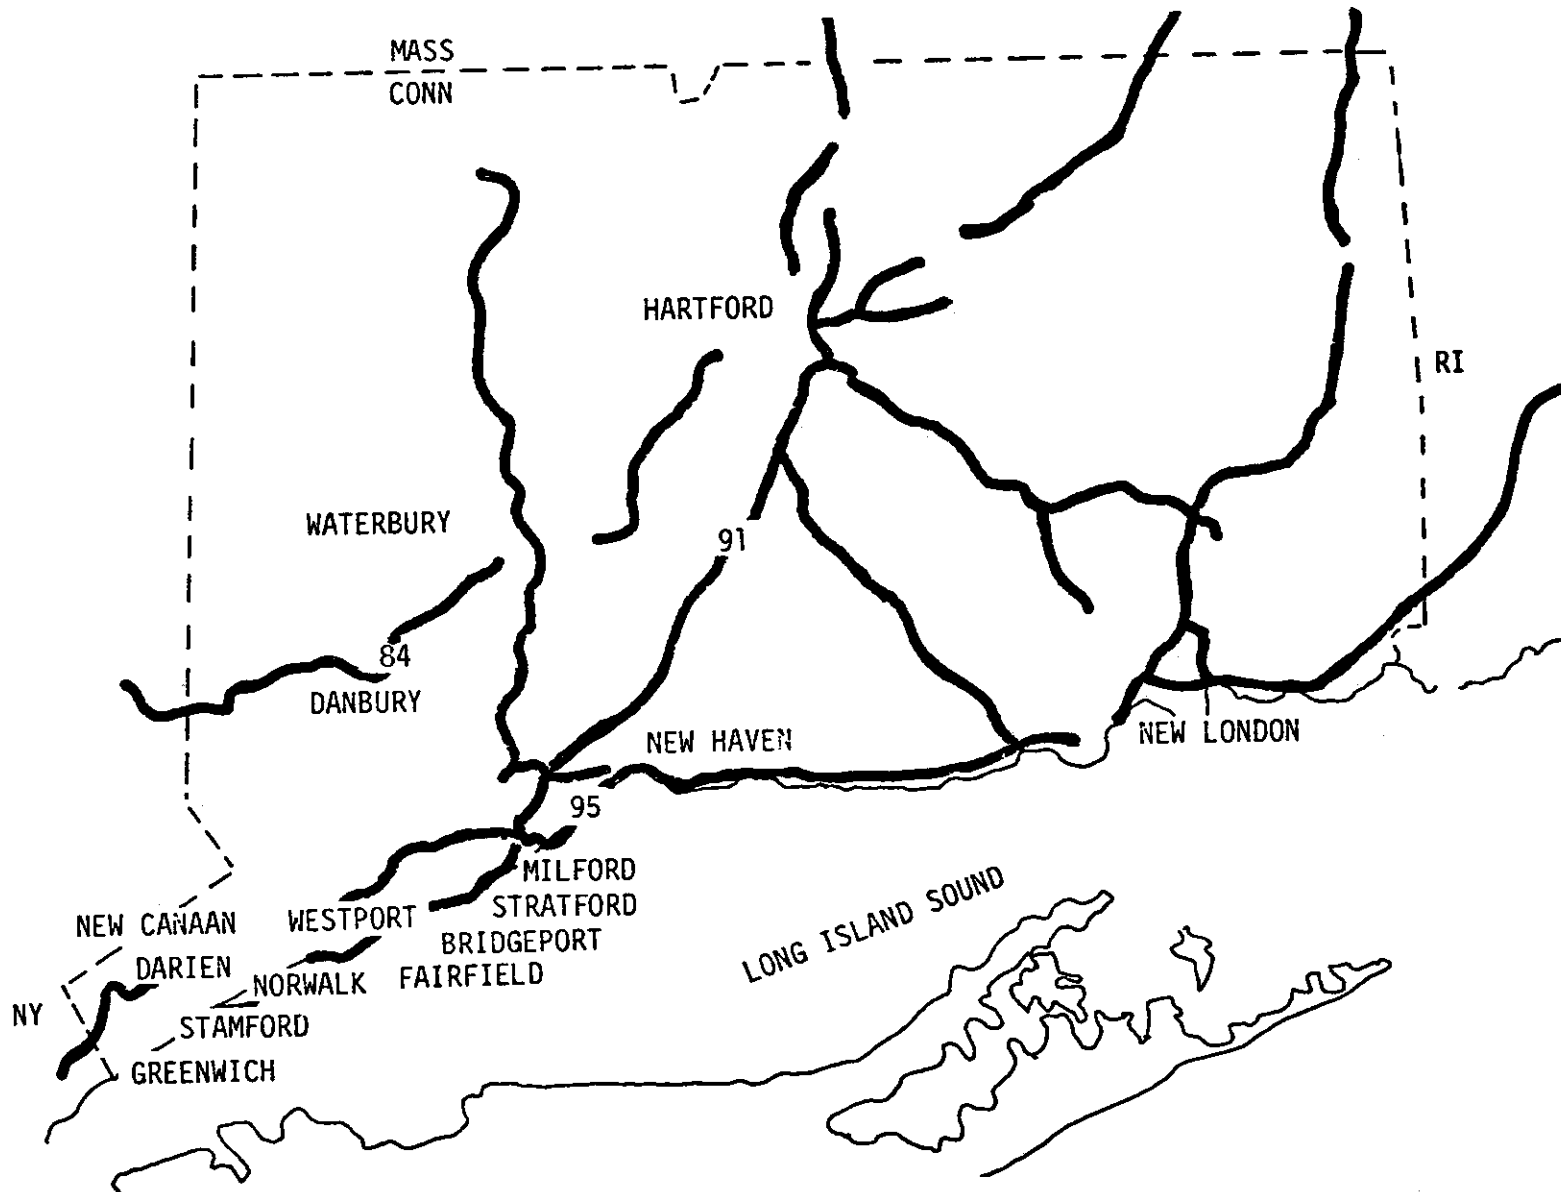 MASS
CONN
HARTFORD
RI
WATERBURY
91
84
DANBURY
NEW HAVEN
NEW LONDON
95
MILFORD
STRATFORD
BRIDGEPORT
FAIRFIELD
WESTPORT
NEW CANAAN
DARIEN
NORWALK
NY
STAMFORD
GREENWICH
LONG ISLAND SOUND